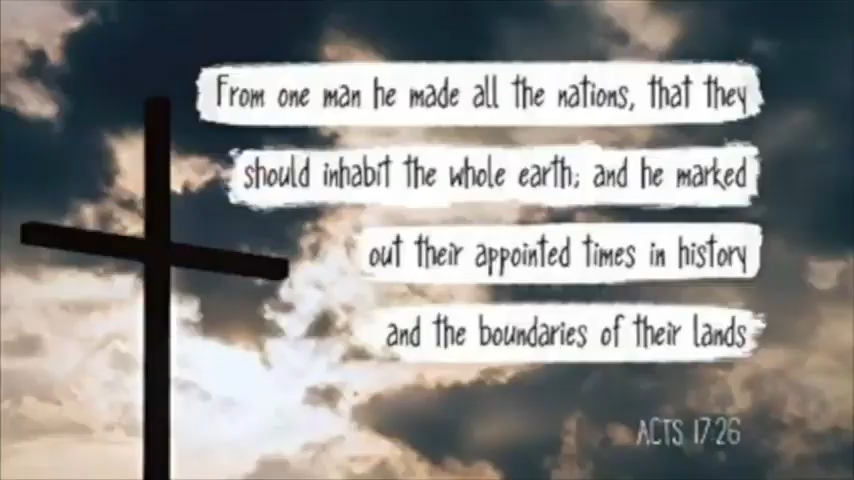 From one man he made all the nations, that they
should inhabit the whole earth; and he marked
out their appointed times in history
and the boundaries of their lands
ACTS 17:26